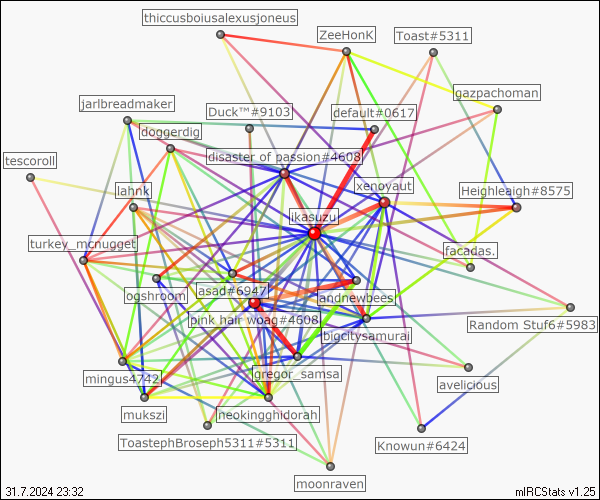 thiccusboiusalexusjoneus
ZeeHonK
Toast#5311
gazpachoman
jarlbreadmaker
Duck™#9103
default#0617
doggerdig
tescoroll
disaster of passion#4608
xenoyaut
lahnk
Heighleaigh#8575
ikasuzu
turkey_mcnugget
facadas.
ogshroom
asad#6947
andnewbees
pink hair woag#4608
bigcitysamurai
Random Stuf6#5983
gregor_samsa
mingus4742
avelicious
mukszi
neokingghidorah
ToastephBroseph5311#5311
Knowun#6424
moonraven
31.7.2024 23:32
mIRCStats v1.25